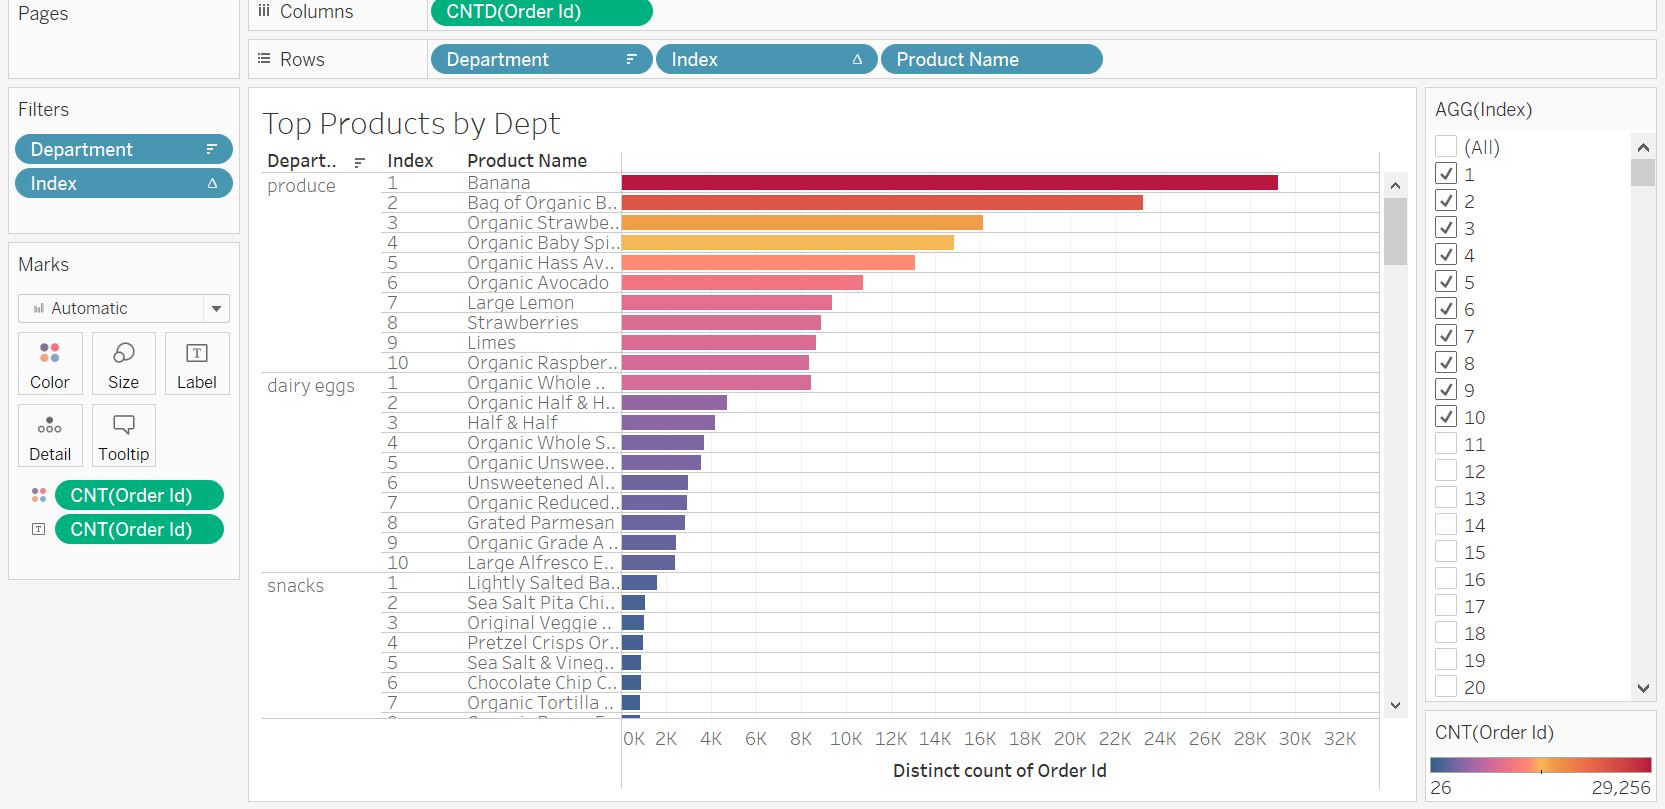 Pages
Columns
CNTD(Order Id)
Rows
Department
Index
Δ
Product Name
Filters
Department
Index
Δ
Marks
Automatic
Color
Size
T
Label
Detail
Tooltip
CNT(Order Id)
T
CNT(Order Id)
Top Products by Dept
Depart.. Index Product Name
produce 1 Banana
2 Bag of Organic B..
3 Organic Strawbe..
4 Organic Baby Spi..
5 Organic Hass Av..
6 Organic Avocado
7 Large Lemon
8 Strawberries
9 Limes
10 Organic Raspber..
dairy eggs 1 Organic Whole ..
2 Organic Half & H..
3 Half & Half
4 Organic Whole S..
5 Organic Unswee..
6 Unsweetened Al..
7 Organic Reduced..
8 Grated Parmesan
9 Organic Grade A ..
10 Large Alfresco E..
snacks 1 Lightly Salted Ba..
2 Sea Salt Pita Chi..
3 Original Veggie ..
4 Pretzel Crisps Or..
5 Sea Salt & Vineg..
6 Chocolate Chip C..
7 Organic Tortilla ..
0K 2K 4K 6K 8K 10K 12K 14K 16K 18K 20K 22K 24K 26K 28K 30K 32K
Distinct count of Order Id
AGG(Index)
(All)
1
2
3
4
5
6
7
8
9
10
11
12
13
14
15
16
17
18
19
20
CNT(Order Id)
26 29,256